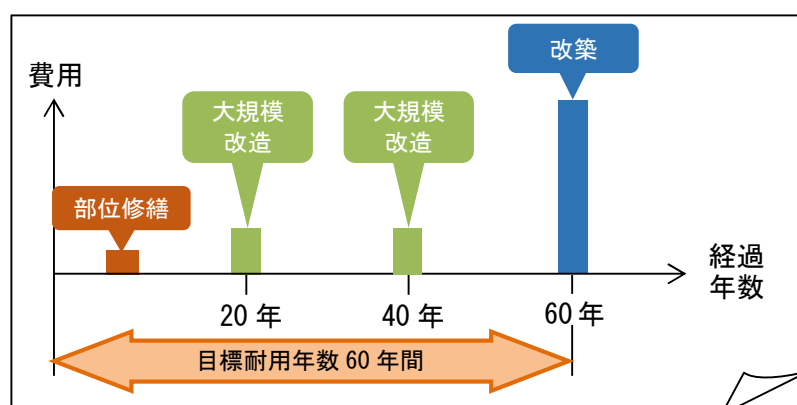 改築
費用
大規模
改造
大規模
改造
部位修繕
経過
年数
20 年
40 年
60 年
目標耐用年数 60 年間